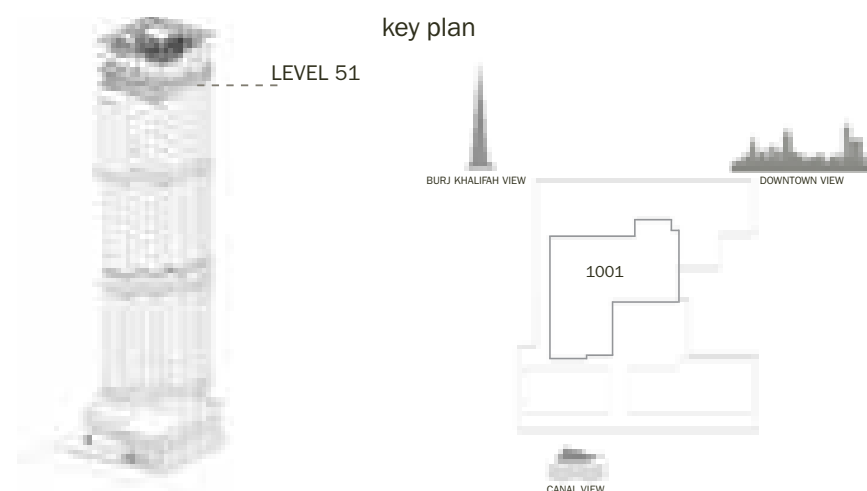 key plan
LEVEL 51
BURJ KHALIFAH VIEW
DOWNTOWN VIEW
1001
CANAL VIEW